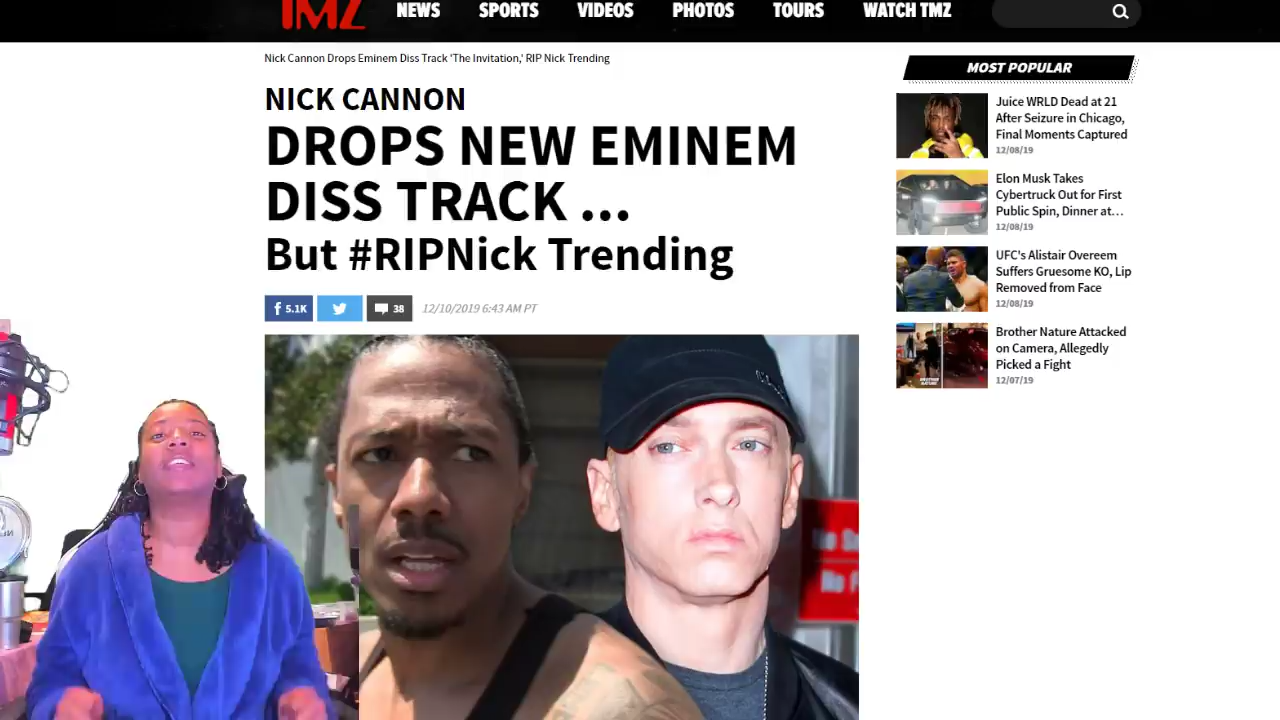 TMZ
NEWS SPORTS VIDEOS PHOTOS TOURS WATCH TMZ
Nick Cannon Drops Eminem Diss Track 'The Invitation,' RIP Nick Trending
NICK CANNON
DROPS NEW EMINEM
DISS TRACK ...
But #RIPNick Trending
5.1K 38 12/10/2019 6:43 AM PT
MOST POPULAR
Juice WRLD Dead at 21
After Seizure in Chicago,
Final Moments Captured
12/08/19
Elon Musk Takes
Cybertruck Out for First
Public Spin, Dinner at...
12/08/19
UFC's Alistair Overeem
Suffers Gruesome KO, Lip
Removed from Face
12/08/19
Brother Nature Attacked
on Camera, Allegedly
Picked a Fight
12/07/19